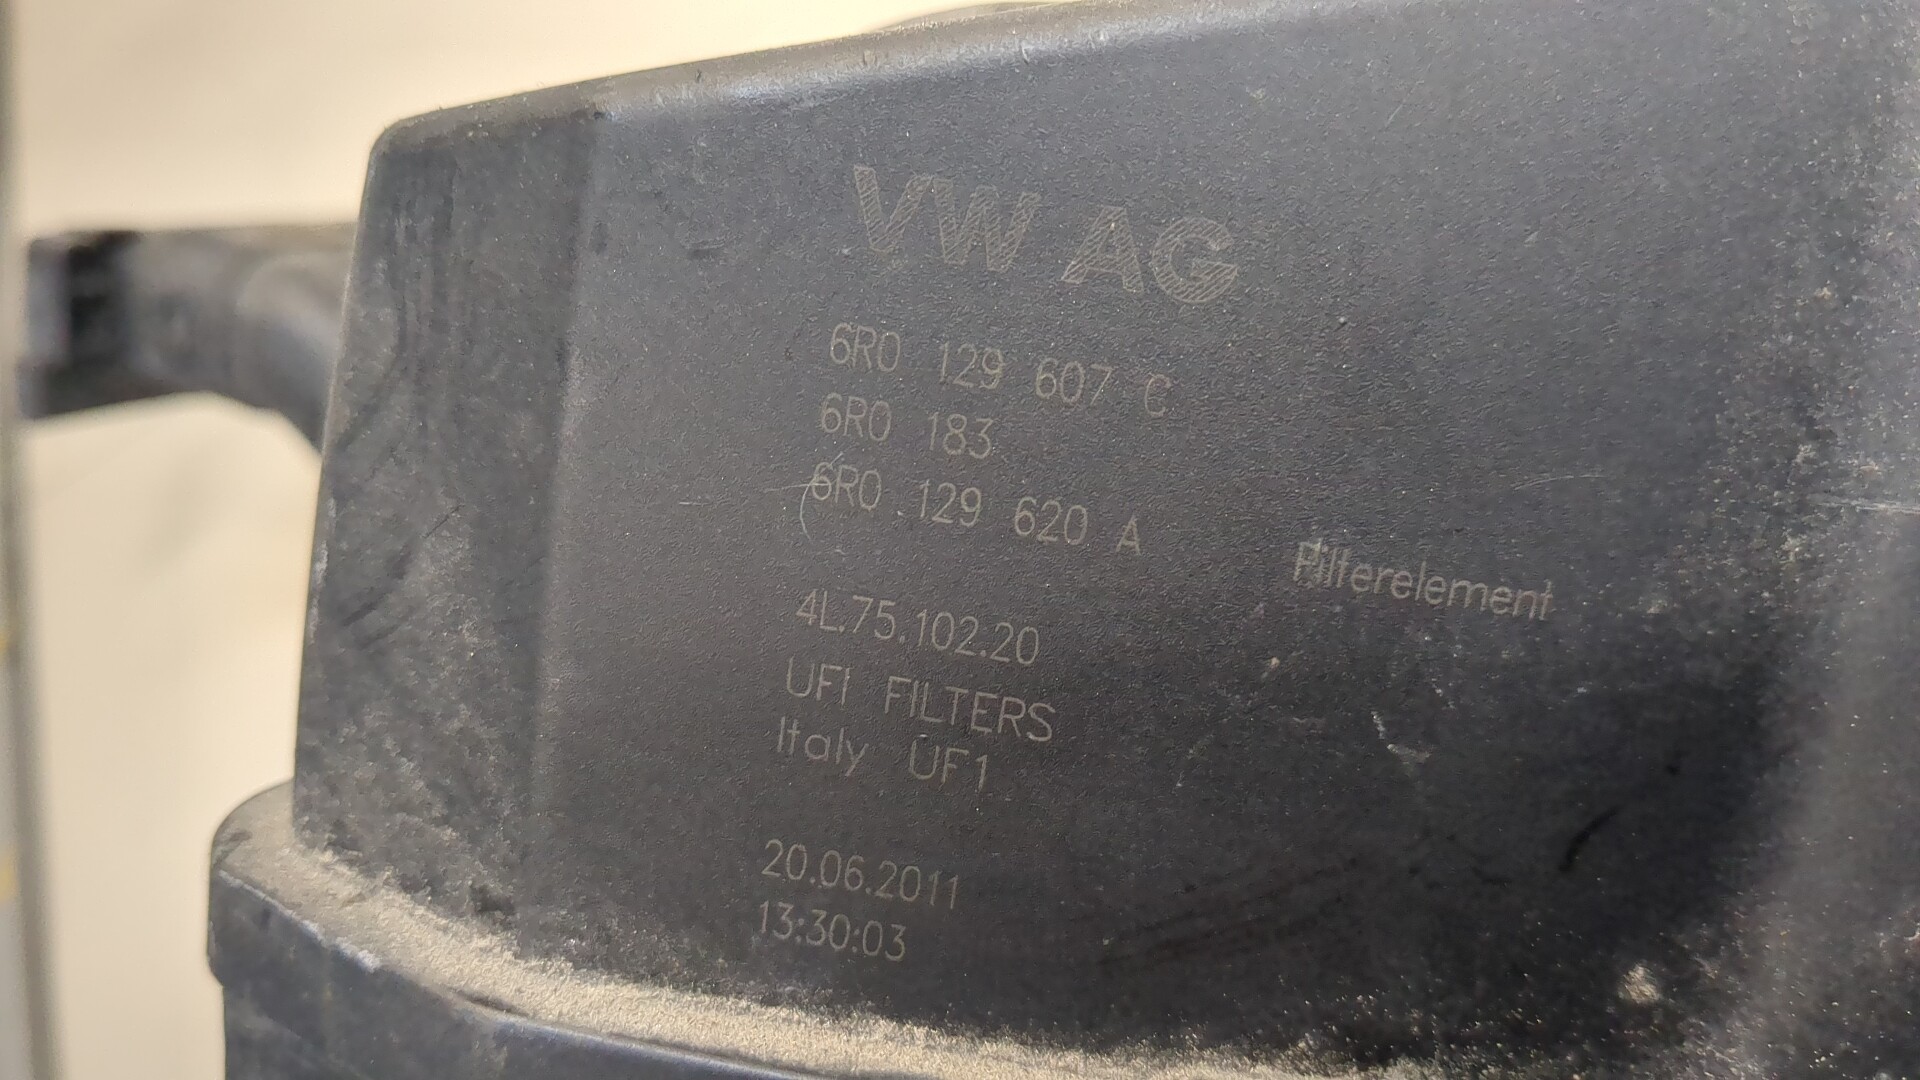 VW AG
6R0 129 607 C
6R0 183
6R0 129 620 A Filterelement
4L.75.102.20
UFI FILTERS
Italy UF1
20.06.2011
13:30:03